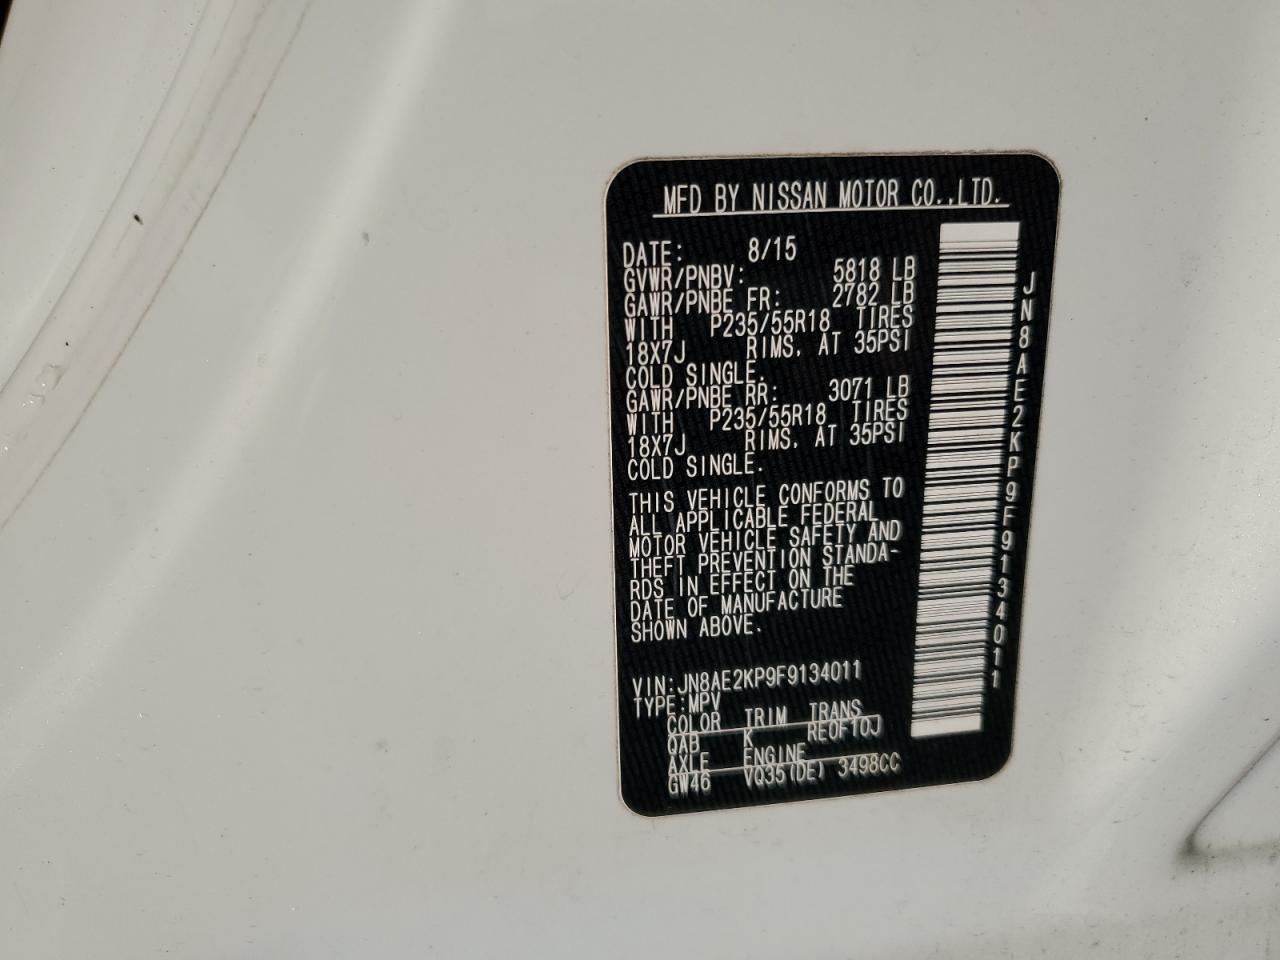 MFD BY NISSAN MOTOR CO.,LTD.
DATE: 8/15
GVWR/PNBV: 5818 LB
GAWR/PNBE FR: 2782 LB
WITH P235/55R18 TIRES
18X7J RIMS, AT 35PSI
COLD SINGLE.
GAWR/PNBE RR: 3071 LB
WITH P235/55R18 TIRES
18X7J RIMS, AT 35PSI
COLD SINGLE.
THIS VEHICLE CONFORMS TO
ALL APPLICABLE FEDERAL
MOTOR VEHICLE SAFETY AND
THEFT PREVENTION STANDA-
RDS IN EFFECT ON THE
DATE OF MANUFACTURE
SHOWN ABOVE.
VIN:JN8AE2KP9F9134011
TYPE:MPV
COLOR TRIM TRANS
QAB K RE0F10J
AXLE ENGINE
GW46 VQ35(DE) 3498CC
JN8AE2KP9F9134011